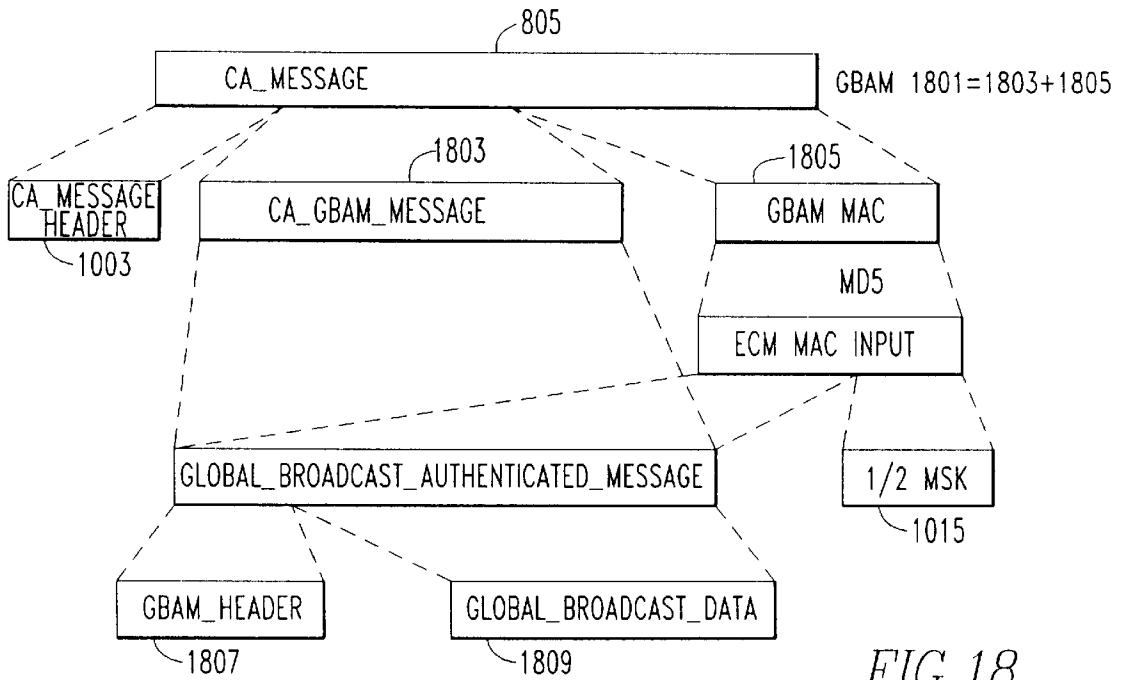 805
CA_MESSAGE
GBAM 1801=1803+1805
1803
1805
CA_MESSAGE
HEADER
CA_GBAM_MESSAGE
GBAM MAC
1003
MD5
ECM MAC INPUT
GLOBAL_BROADCAST_AUTHENTICATED_MESSAGE
1/2 MSK
1015
GBAM_HEADER
GLOBAL_BROADCAST_DATA
1807
1809
FIG. 18